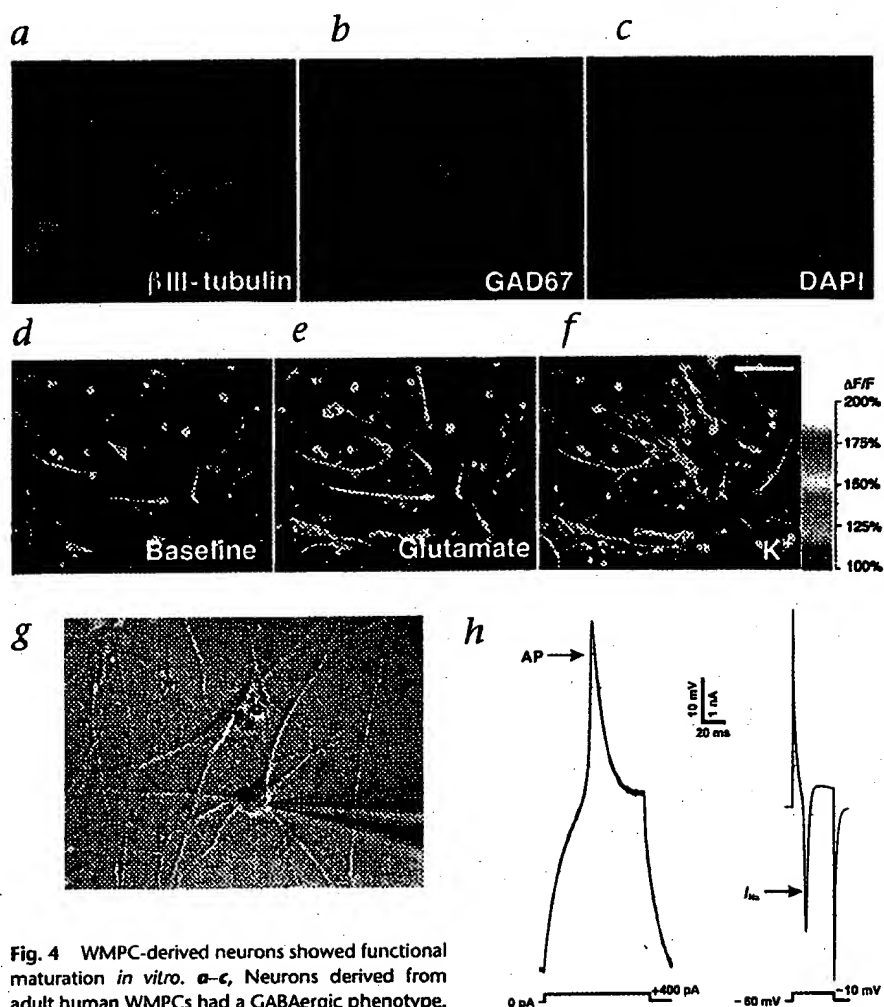 a b c
βIII-tubulin GAD67 DAPI
d e f
Baseline Glutamate K+
ΔF/F
200%
175%
150%
125%
100%
g h
AP
10 mV
1 nA
20 ms
INa
0 pA +400 pA
-60 mV -10 mV
Fig. 4 WMPC-derived neurons showed functional
maturation in vitro. a–c, Neurons derived from
adult human WMPCs had a GABAergic phenotype.